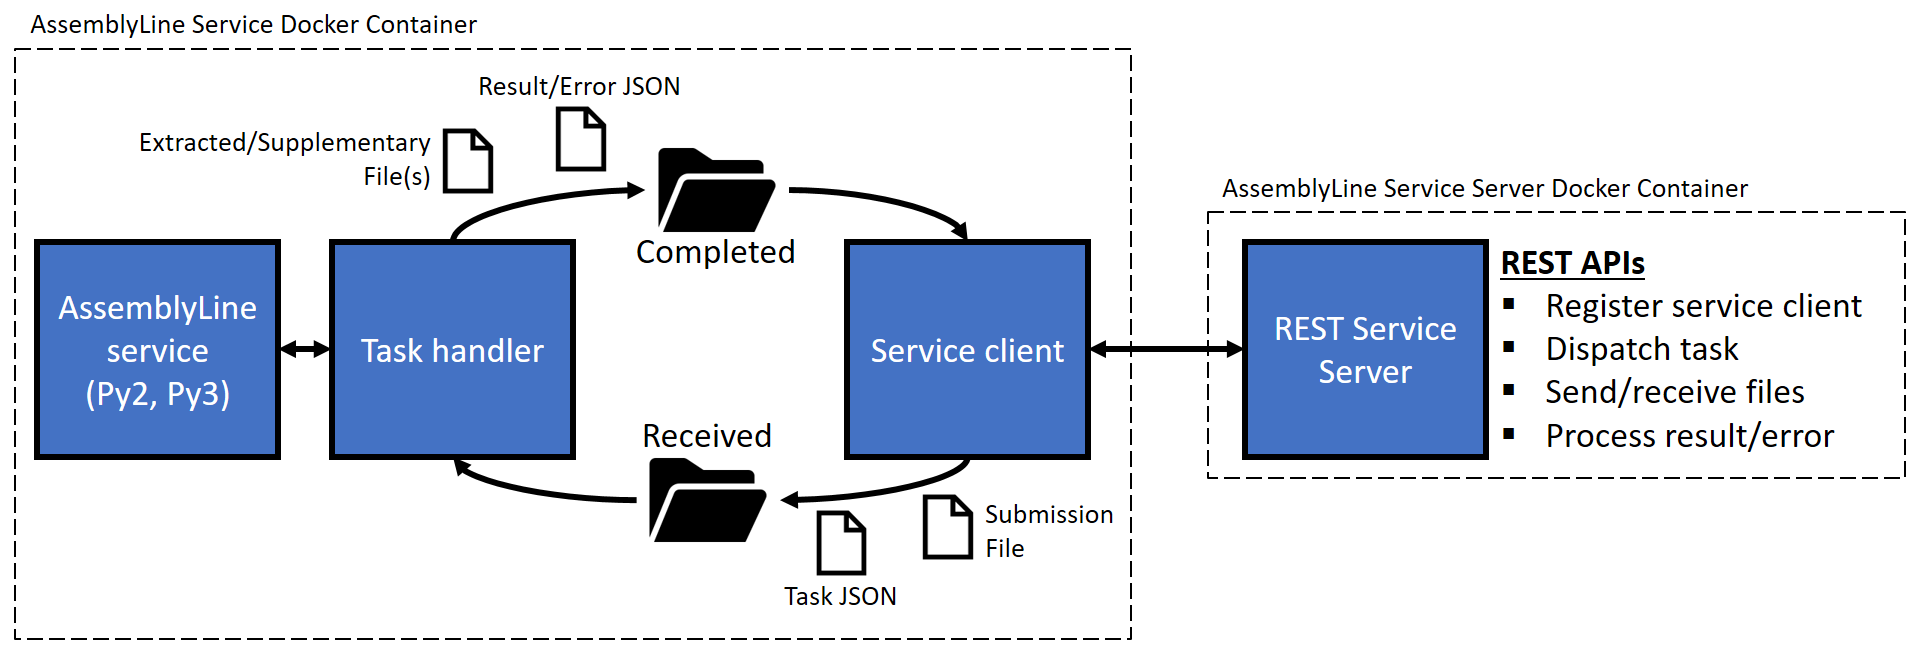 AssemblyLine Service Docker Container
Result/Error JSON
Extracted/Supplementary
File(s)
Completed
AssemblyLine
service
(Py2, Py3)
Task handler
Service client
Received
Submission
File
Task JSON
AssemblyLine Service Server Docker Container
REST Service
Server
REST APIs
▪ Register service client
▪ Dispatch task
▪ Send/receive files
▪ Process result/error